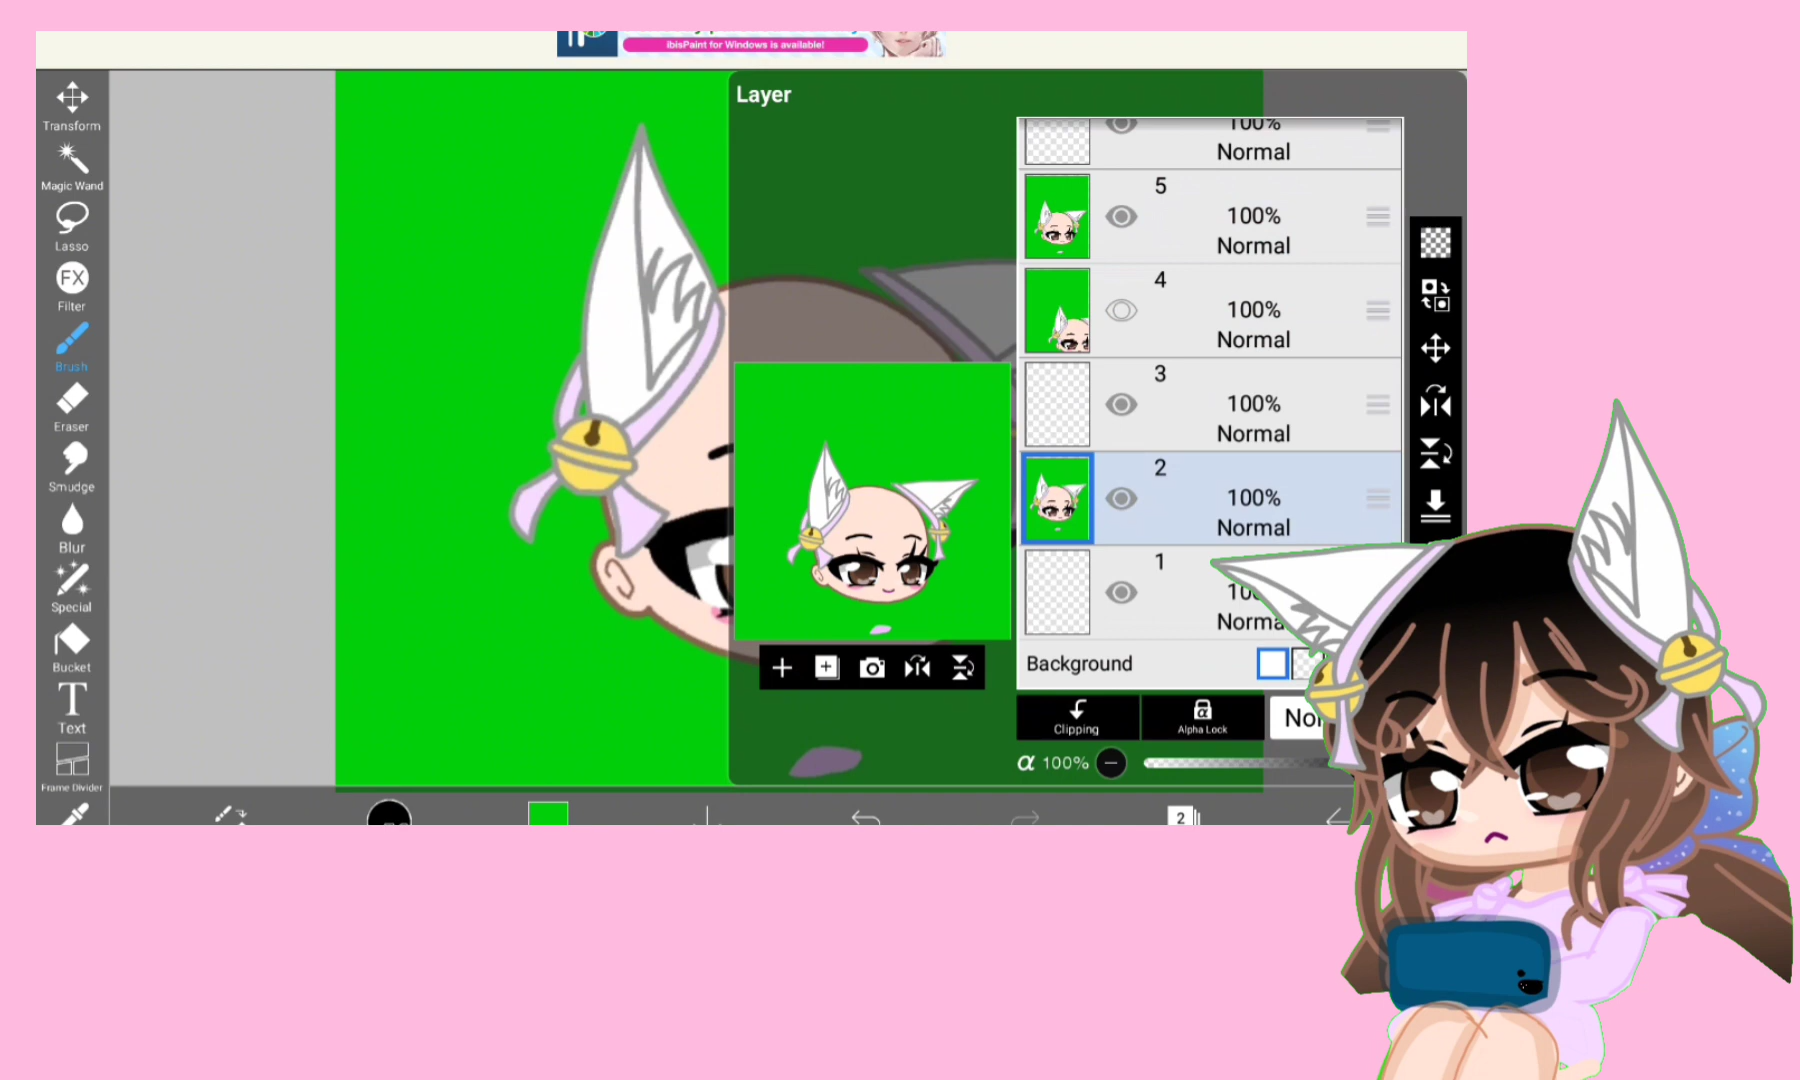 ibisPaint for Windows is available!
Layer
Transform
Magic Wand
Lasso
FX
Filter
Brush
Eraser
Smudge
Blur
Special
Bucket
T
Text
Frame Divider
100%
Normal
5
100%
Normal
4
100%
Normal
3
100%
Normal
2
100%
Normal
1
Background
Clipping
α
Alpha Lock
α 100%
2